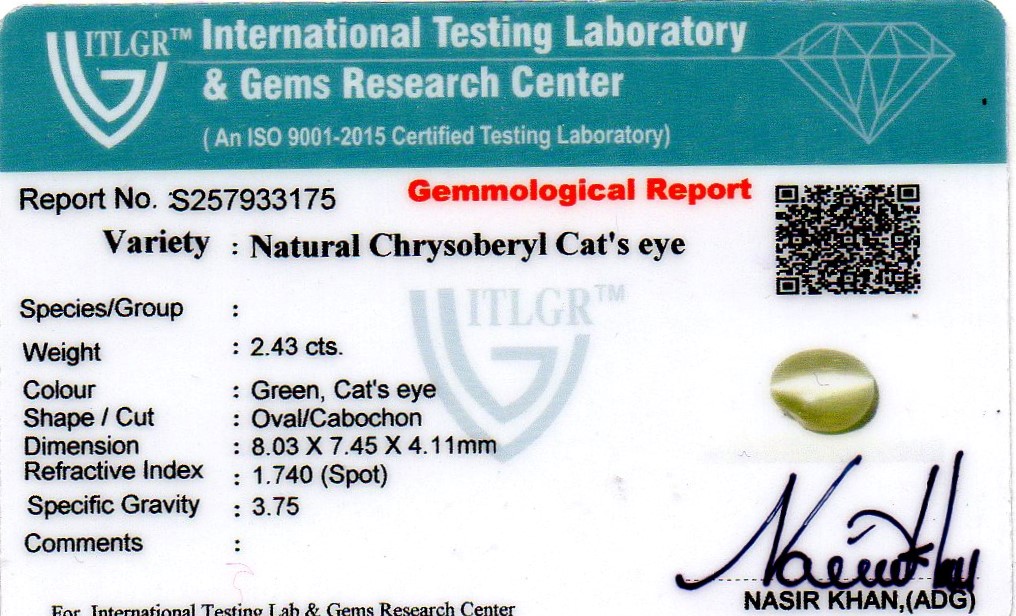 ITLGR™ International Testing Laboratory
& Gems Research Center
( An ISO 9001-2015 Certified Testing Laboratory)
Report No. :S257933175
Gemmological Report
Variety : Natural Chrysoberyl Cat's eye
ITLGR™
Species/Group :
Weight : 2.43 cts.
Colour : Green, Cat's eye
Shape / Cut : Oval/Cabochon
Dimension : 8.03 X 7.45 X 4.11mm
Refractive Index : 1.740 (Spot)
Specific Gravity : 3.75
Comments :
NASIR KHAN,(ADG)
For International Testing Lab & Gems Research Center